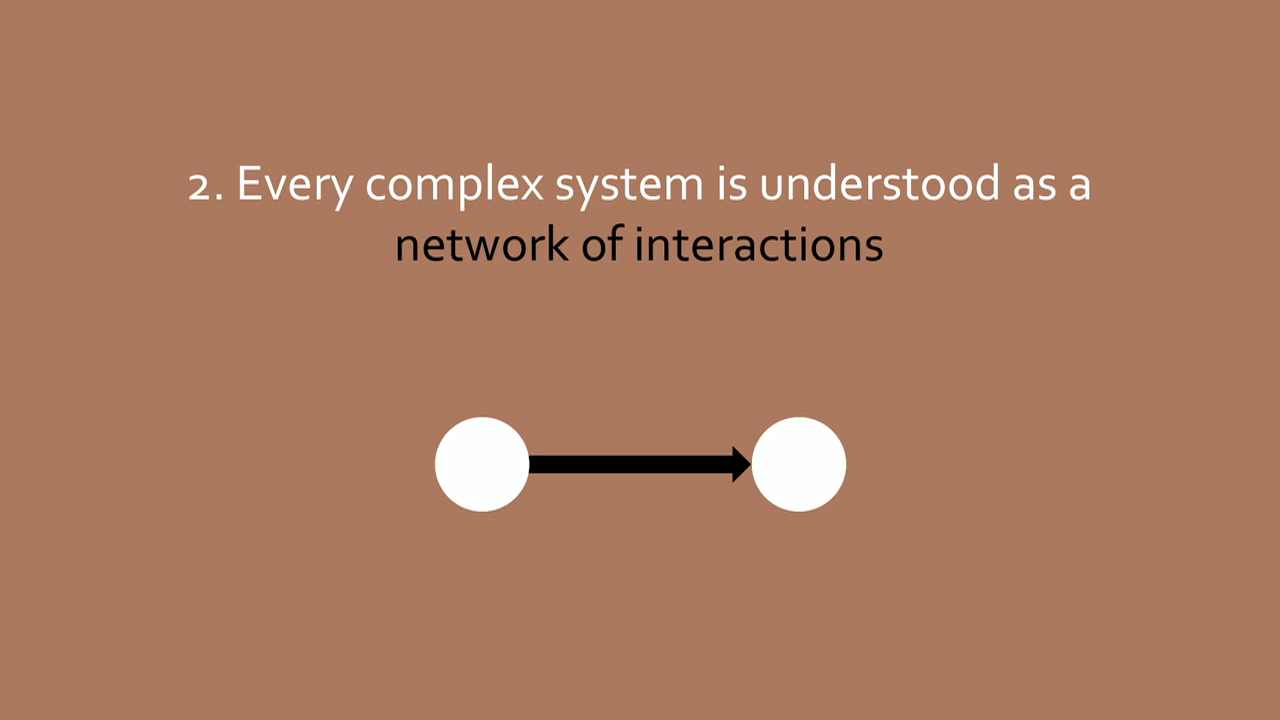 2. Every complex system is understood as a
network of interactions